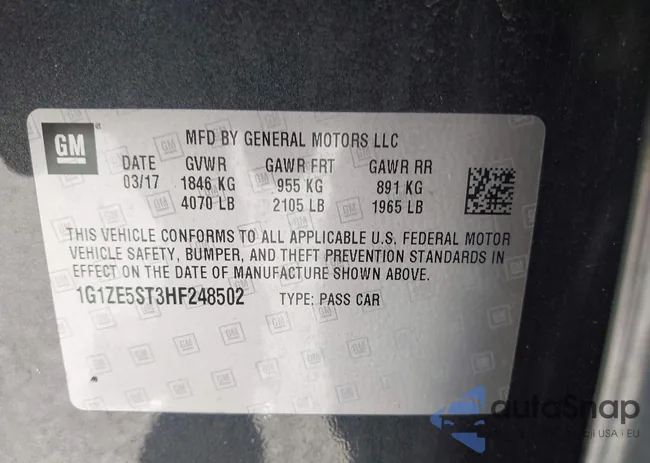 GM
MFD BY GENERAL MOTORS LLC
DATE GVWR GAWR FRT GAWR RR
03/17 1846 KG 955 KG 891 KG
4070 LB 2105 LB 1965 LB
THIS VEHICLE CONFORMS TO ALL APPLICABLE U.S. FEDERAL MOTOR
VEHICLE SAFETY, BUMPER, AND THEFT PREVENTION STANDARDS IN
EFFECT ON THE DATE OF MANUFACTURE SHOWN ABOVE.
1G1ZE5ST3HF248502 TYPE: PASS CAR
autoSnap
USA | EU